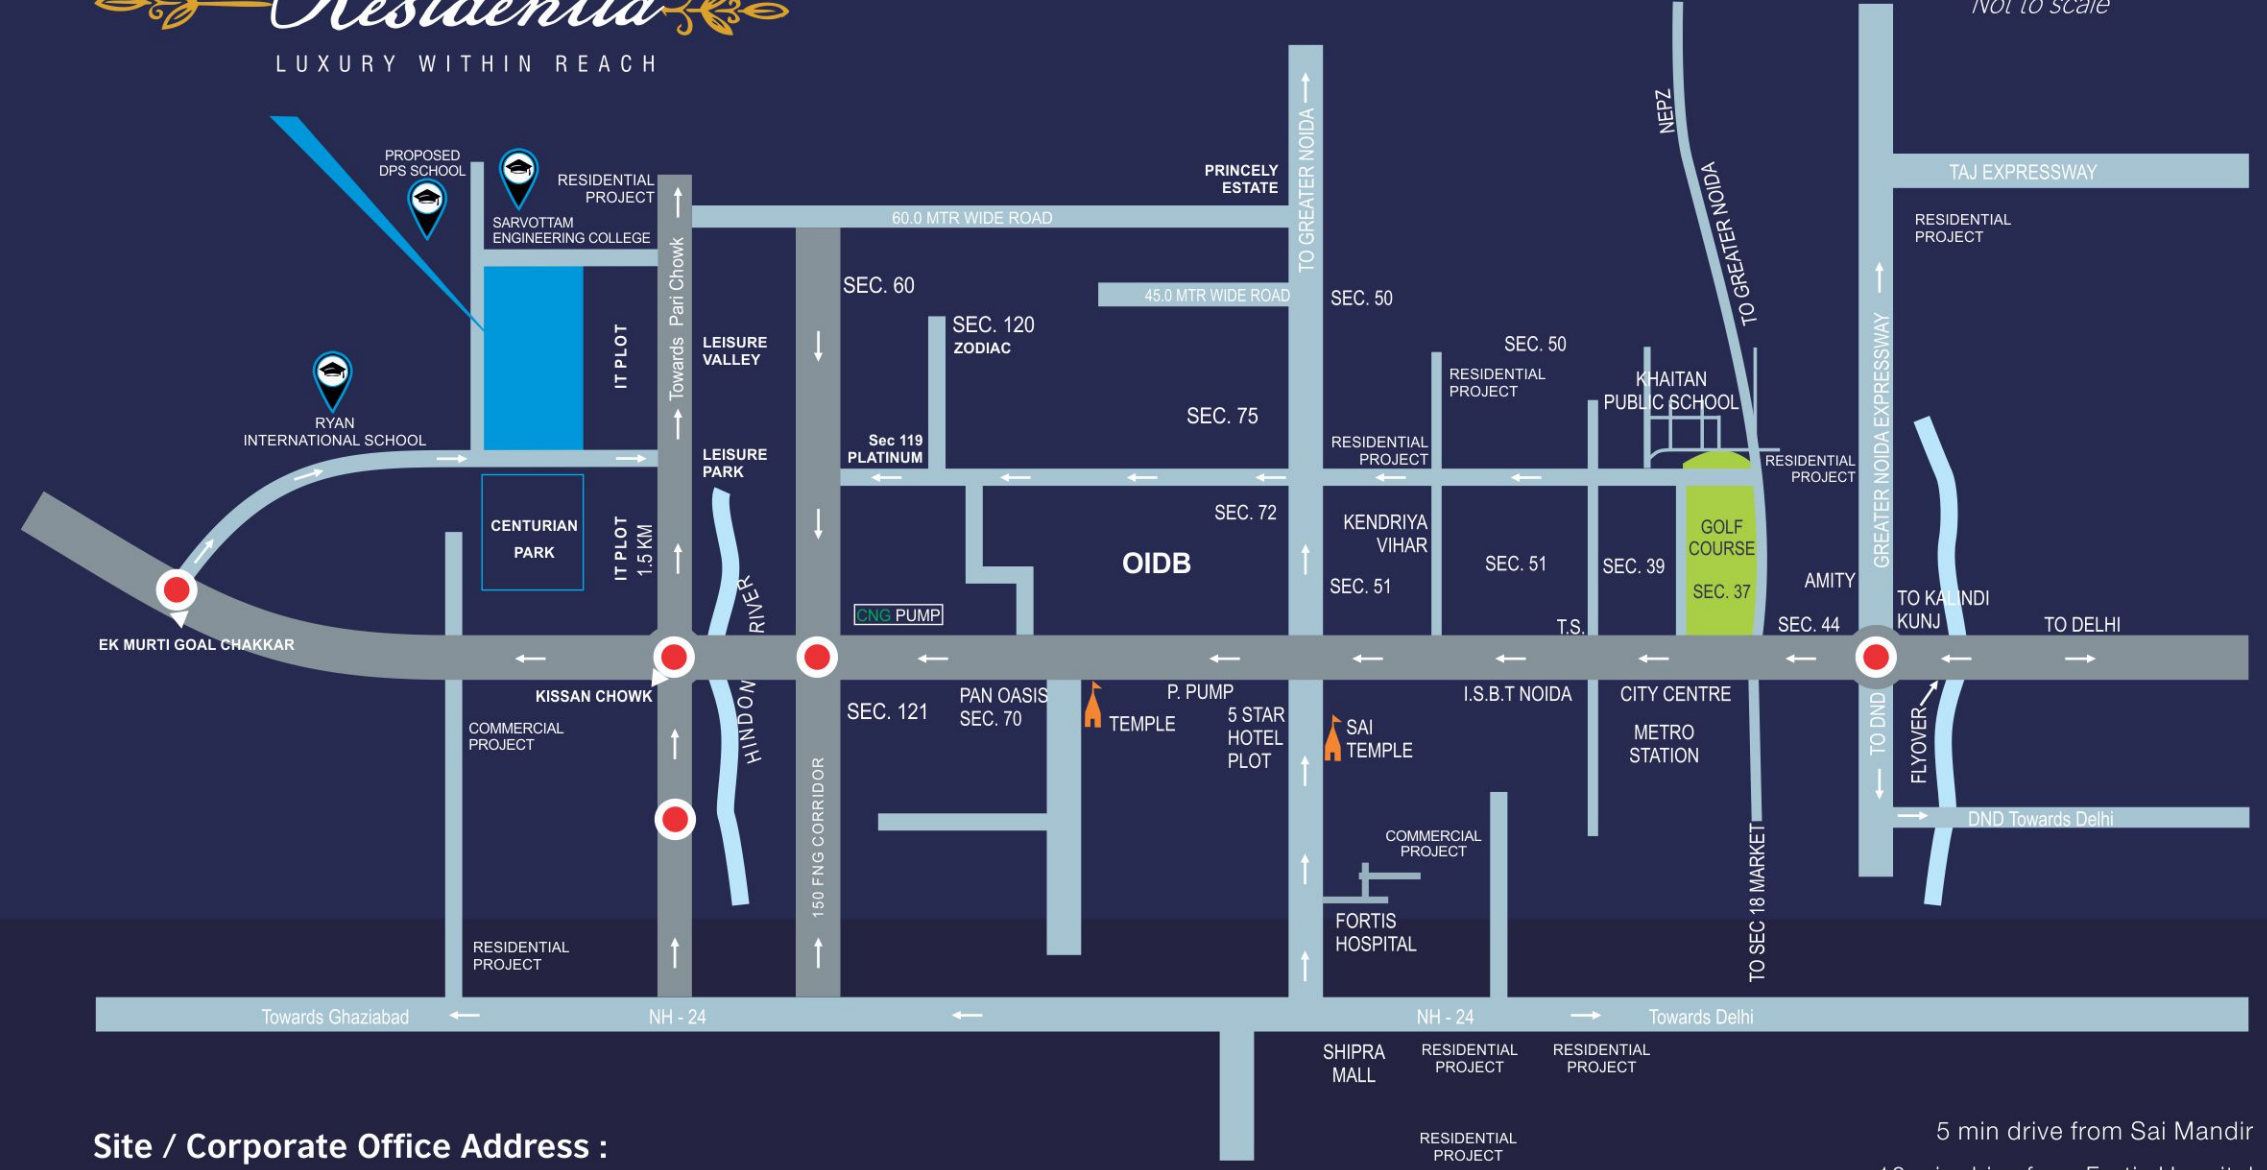 Residentia
LUXURY WITHIN REACH
Not to scale
PROPOSED
DPS SCHOOL
SARVOTTAM
ENGINEERING COLLEGE
RESIDENTIAL
PROJECT
Towards Pari Chowk
60.0 MTR WIDE ROAD
PRINCELY
ESTATE
TO GREATER NOIDA
NEPZ
TO GREATER NOIDA
TAJ EXPRESSWAY
RESIDENTIAL
PROJECT
SEC. 60
45.0 MTR WIDE ROAD
SEC. 50
IT PLOT
LEISURE
VALLEY
SEC. 120
ZODIAC
SEC. 50
RESIDENTIAL
PROJECT
KHAITAN
PUBLIC SCHOOL
GREATER NOIDA EXPRESSWAY
RYAN
INTERNATIONAL SCHOOL
SEC. 75
Sec 119
PLATINUM
LEISURE
PARK
RESIDENTIAL
PROJECT
RESIDENTIAL
PROJECT
CENTURIAN
PARK
IT PLOT
1.5 KM
SEC. 72
OIDB
KENDRIYA
VIHAR
SEC. 51
SEC. 51
SEC. 39
GOLF
COURSE
SEC. 37
AMITY
SEC. 44
TO KALINDI
KUNJ
TO DELHI
HINDON RIVER
CNG PUMP
T.S.
EK MURTI GOAL CHAKKAR
KISSAN CHOWK
COMMERCIAL
PROJECT
SEC. 121
PAN OASIS
SEC. 70
TEMPLE
P. PUMP
5 STAR
HOTEL
PLOT
SAI
TEMPLE
I.S.B.T NOIDA
CITY CENTRE
METRO
STATION
TO DND
FLYOVER
DND Towards Delhi
150 FNG CORRIDOR
COMMERCIAL
PROJECT
TO SEC 18 MARKET
FORTIS
HOSPITAL
RESIDENTIAL
PROJECT
Towards Ghaziabad
NH - 24
NH - 24
Towards Delhi
SHIPRA
MALL
RESIDENTIAL
PROJECT
RESIDENTIAL
PROJECT
RESIDENTIAL
PROJECT
Site / Corporate Office Address :
5 min drive from Sai Mandir